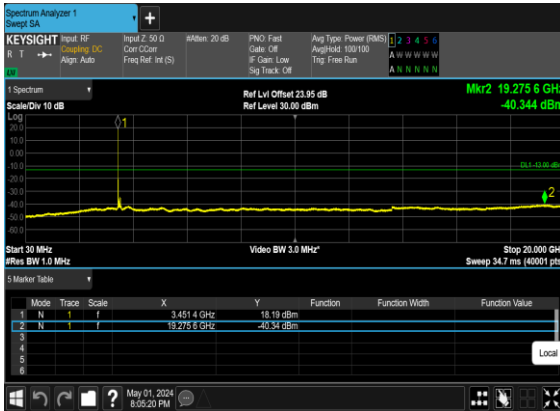 Spectrum Analyzer 1
Swept SA
+
KEYSIGHT Input: RF Input Z: 50 Ω #Atten: 20 dB PNO: Fast Avg Type: Power (RMS) 1 2 3 4 5 6
R T Coupling: DC Corr CCorr Gate: Off Avg|Hold: 100/100 A W W W W W
Align: Auto Freq Ref: Int (S) IF Gain: Low Trig: Free Run
Sig Track: Off A N N N N N
1 Spectrum Ref Lvl Offset 23.95 dB Mkr2 19.275 6 GHz
Scale/Div 10 dB Ref Level 30.00 dBm -40.344 dBm
Log
20.0
10.0
0.00
-10.0
-20.0
-30.0
-40.0
-50.0
-60.0
1
DL1 -13.00 dBm
2
Start 30 MHz Video BW 3.0 MHz* Stop 20.000 GH
#Res BW 1.0 MHz Sweep 34.7 ms (40001 pts
5 Marker Table
Mode Trace Scale X Y Function Function Width Function Value
1 N 1 f 3.451 4 GHz 18.19 dBm
2 N 1 f 19.275 6 GHz -40.34 dBm
3
4
5
6
Local
? May 01, 2024
8:05:20 PM